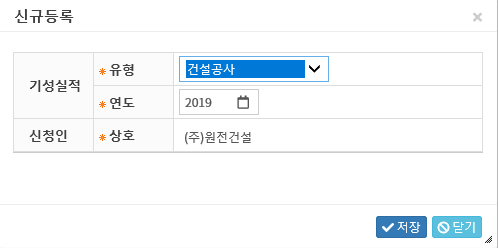 신규등록 ×
기성실적 * 유형 건설공사
* 연도 2019
신청인 * 상호 (주)원전건설
저장 닫기